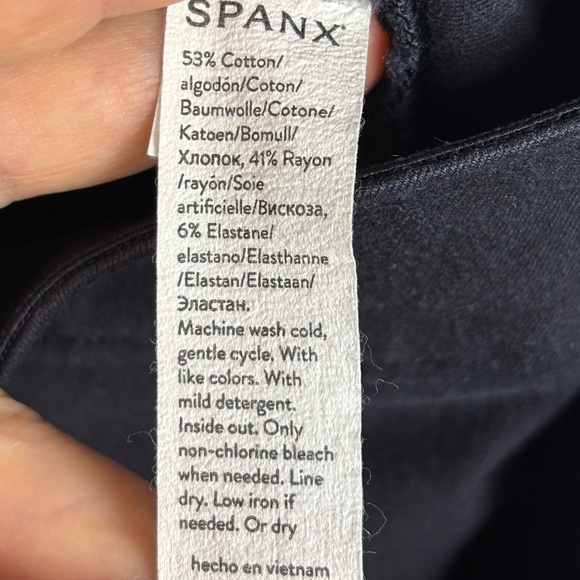 SPANX
53% Cotton/
algodón/Coton/
Baumwolle/Cotone/
Katoen/Bomull/
Хлопок, 41% Rayon
/rayón/Soie
artificielle/Вискоза,
6% Elastane/
elastano/Elasthanne
/Elastan/Elastaan/
Эластан.
Machine wash cold,
gentle cycle. With
like colors. With
mild detergent.
Inside out. Only
non-chlorine bleach
when needed. Line
dry. Low iron if
needed. Or dry
hecho en vietnam